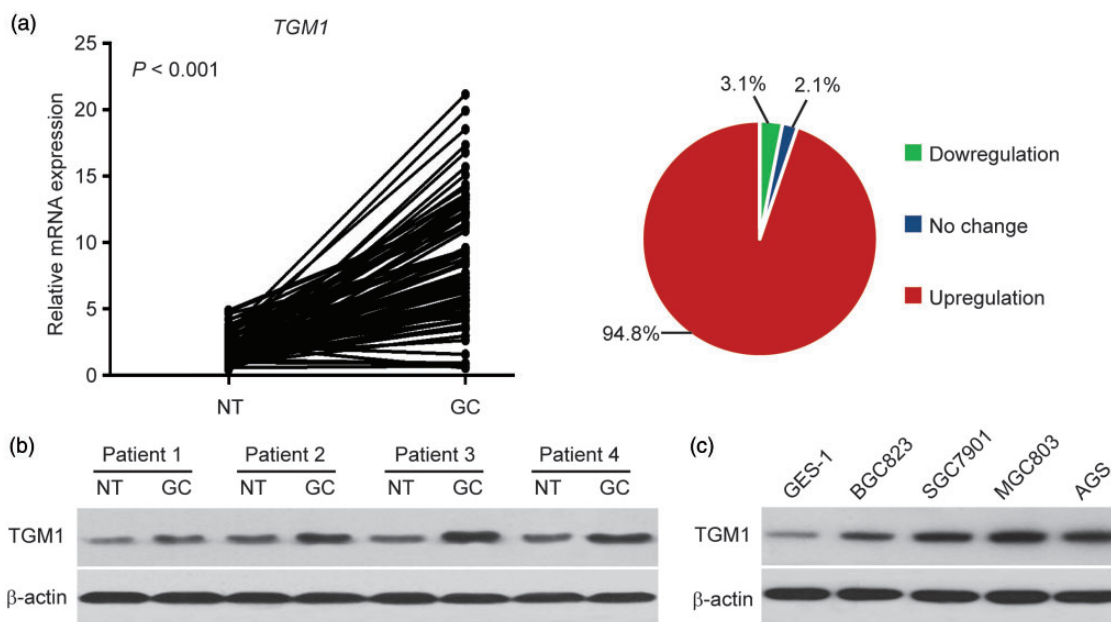 (a)
TGM1
25
20
15
10
5
0
Relative mRNA expression
P < 0.001
NT GC
3.1% 2.1%
94.8%
Dowregulation
No change
Upregulation
(b)
Patient 1 Patient 2 Patient 3 Patient 4
NT GC NT GC NT GC NT GC
TGM1
β-actin
(c)
GES-1 BGC823 SGC7901 MGC803 AGS
TGM1
β-actin